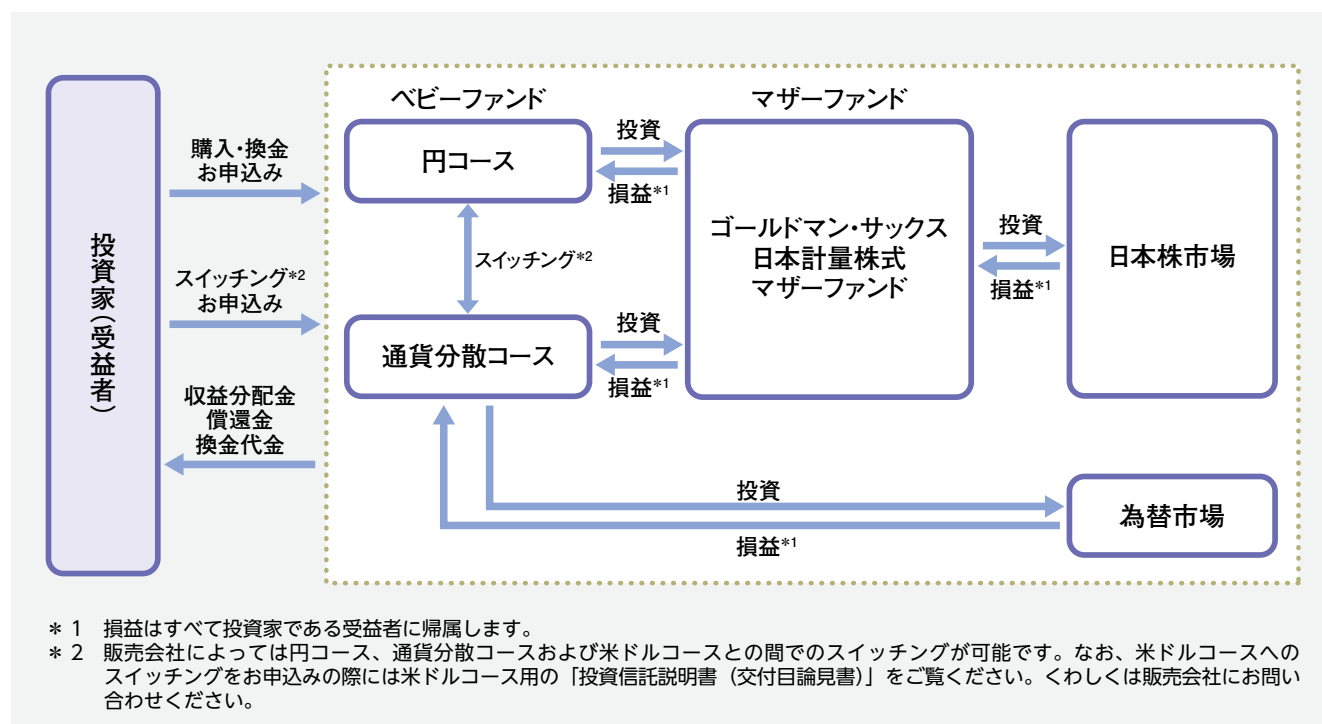 ベビーファンド
マザーファンド
投資家（受益者）
購入・換金
お申込み
スイッチング*2
お申込み
収益分配金
償還金
換金代金
円コース
スイッチング*2
通貨分散コース
投資
損益*1
投資
損益*1
ゴールドマン・サックス
日本計量株式
マザーファンド
投資
損益*1
日本株市場
投資
損益*1
為替市場
＊1 損益はすべて投資家である受益者に帰属します。
＊2 販売会社によっては円コース、通貨分散コースおよび米ドルコースとの間でのスイッチングが可能です。なお、米ドルコースへの
スイッチングをお申込みの際には米ドルコース用の「投資信託説明書（交付目論見書）」をご覧ください。くわしくは販売会社にお問い
合わせください。